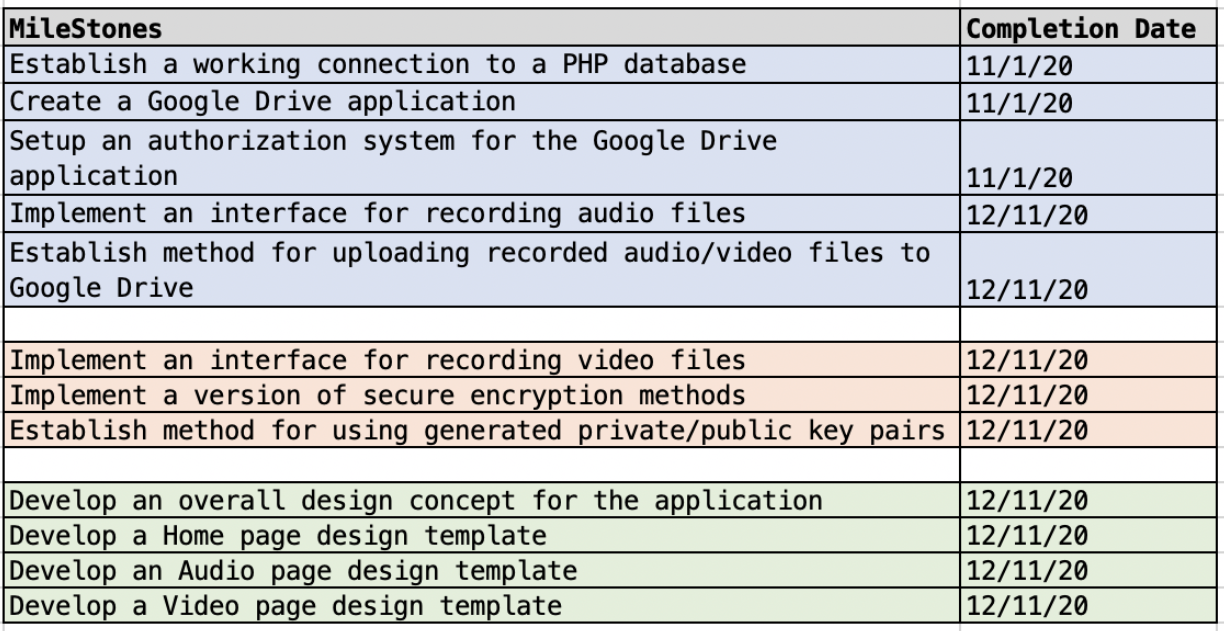 MileStones Completion Date
Establish a working connection to a PHP database 11/1/20
Create a Google Drive application 11/1/20
Setup an authorization system for the Google Drive
application 11/1/20
Implement an interface for recording audio files 12/11/20
Establish method for uploading recorded audio/video files to
Google Drive 12/11/20
Implement an interface for recording video files 12/11/20
Implement a version of secure encryption methods 12/11/20
Establish method for using generated private/public key pairs 12/11/20
Develop an overall design concept for the application 12/11/20
Develop a Home page design template 12/11/20
Develop an Audio page design template 12/11/20
Develop a Video page design template 12/11/20